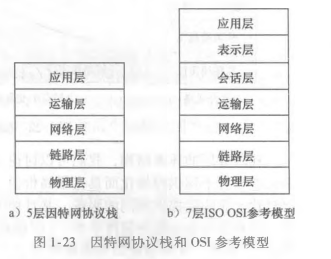 应用层
运输层
网络层
链路层
物理层
a）5层因特网协议栈
应用层
表示层
会话层
运输层
网络层
链路层
物理层
b）7层ISO OSI参考模型
图 1-23 因特网协议栈和 OSI 参考模型